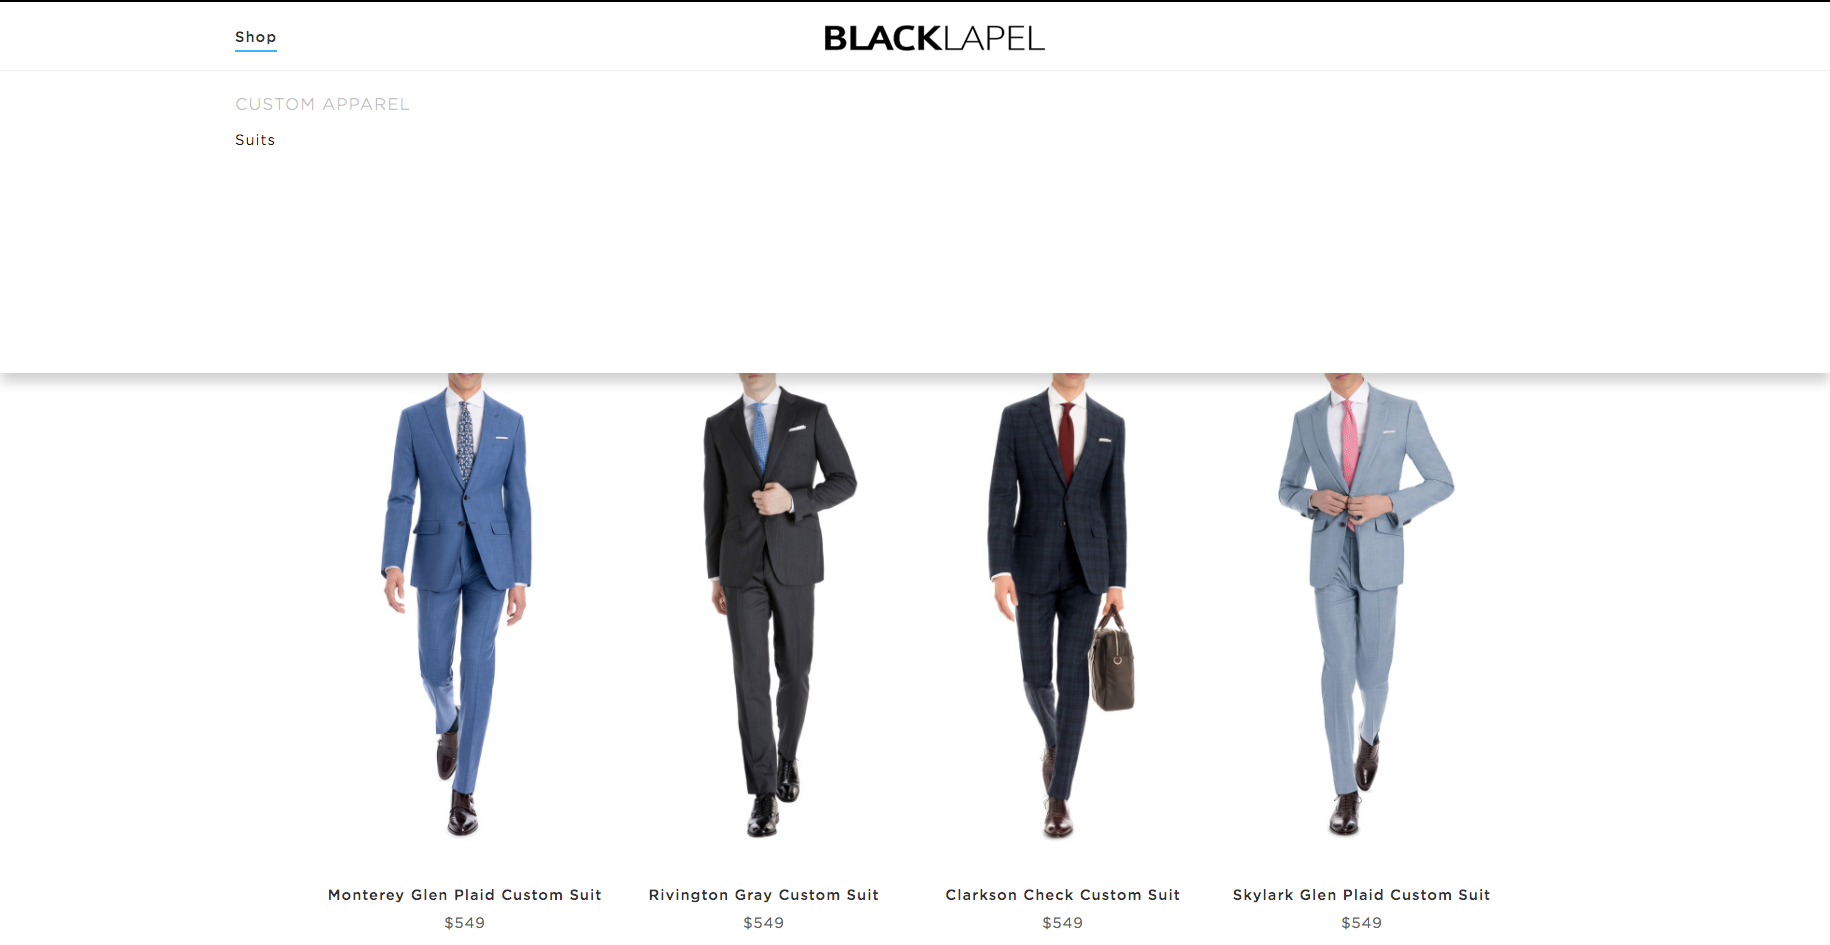 Shop
BLACKLAPEL
CUSTOM APPAREL
Suits
Monterey Glen Plaid Custom Suit
$549
Rivington Gray Custom Suit
$549
Clarkson Check Custom Suit
$549
Skylark Glen Plaid Custom Suit
$549